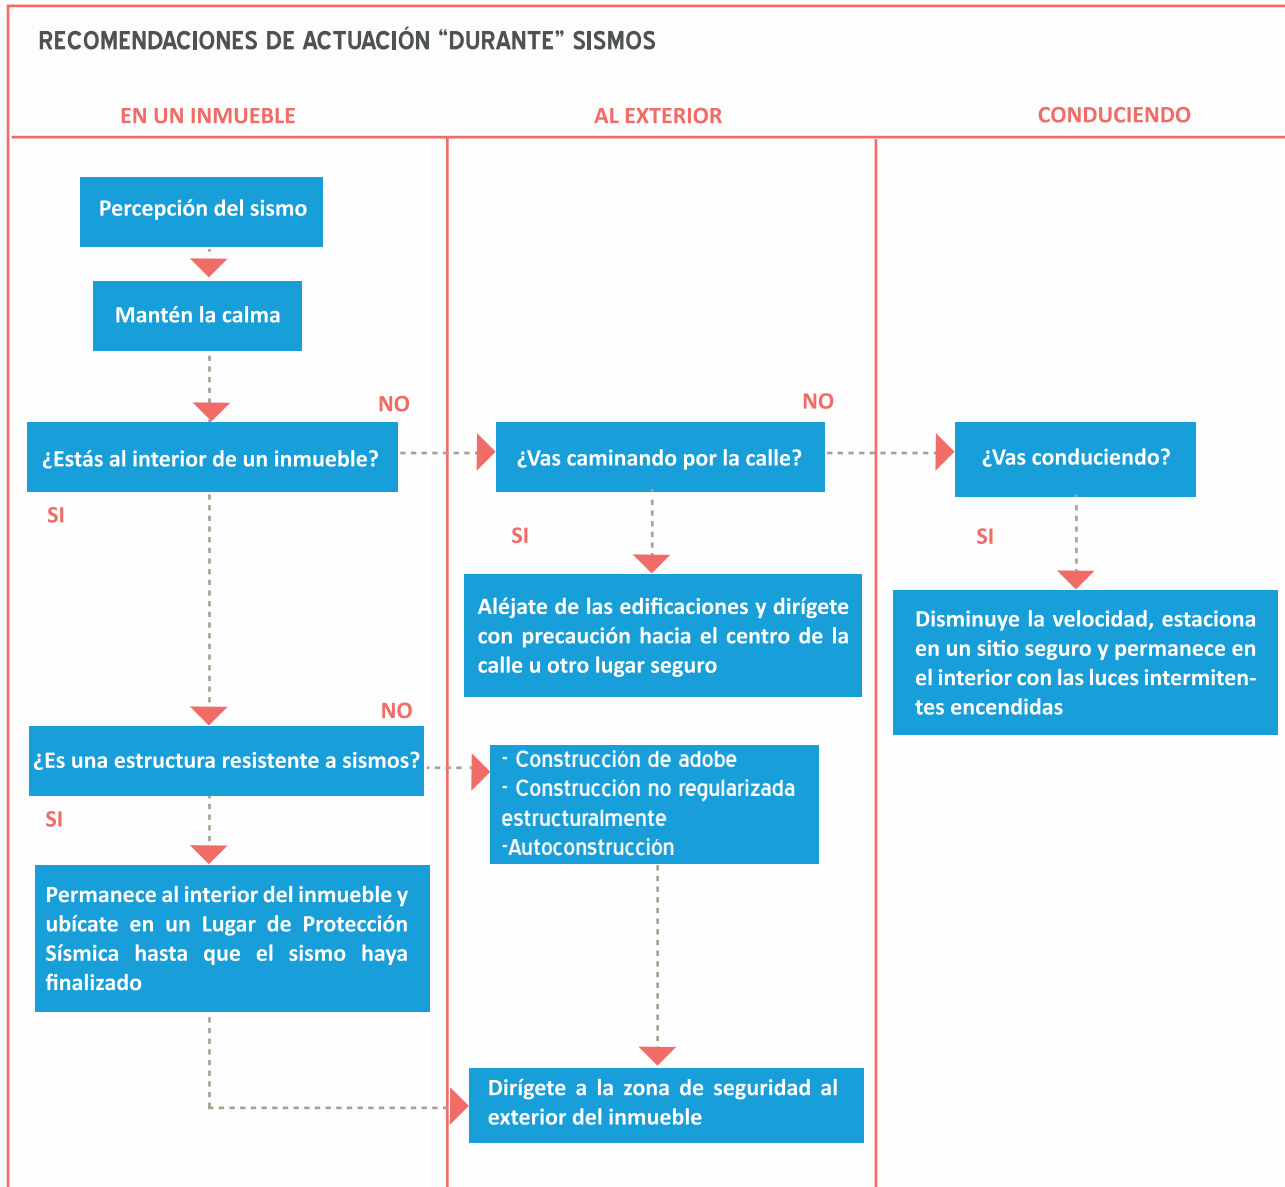 RECOMENDACIONES DE ACTUACIÓN “DURANTE” SISMOS
EN UN INMUEBLE
AL EXTERIOR
CONDUCIENDO
Percepción del sismo
Mantén la calma
NO
NO
¿Estás al interior de un inmueble?
¿Vas caminando por la calle?
¿Vas conduciendo?
SI
SI
SI
Aléjate de las edificaciones y dirígete
con precaución hacia el centro de la
calle u otro lugar seguro
Disminuye la velocidad, estaciona
en un sitio seguro y permanece en
el interior con las luces intermiten-
tes encendidas
NO
¿Es una estructura resistente a sismos?
- Construcción de adobe
- Construcción no regularizada
estructuralmente
-Autoconstrucción
SI
Permanece al interior del inmueble y
ubícate en un Lugar de Protección
Sísmica hasta que el sismo haya
finalizado
Dirígete a la zona de seguridad al
exterior del inmueble